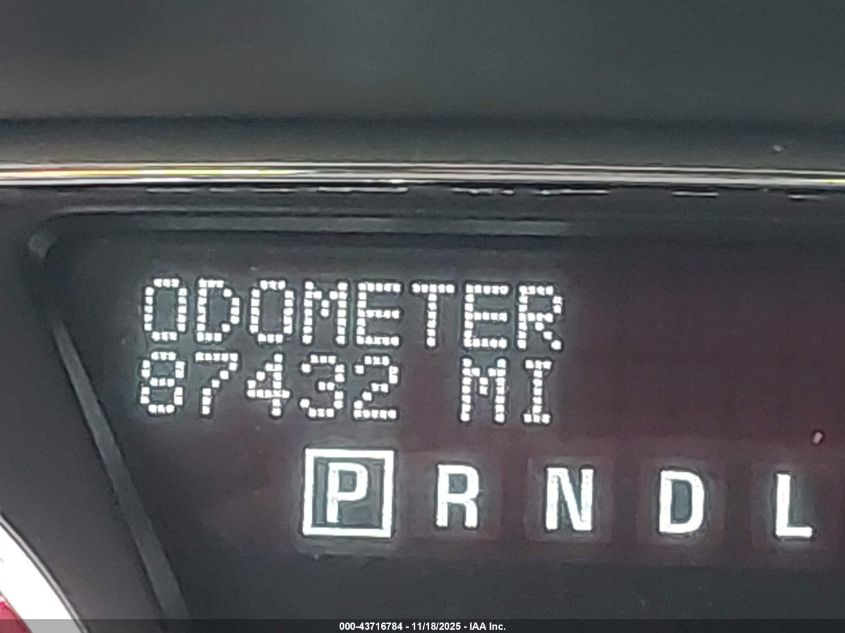 ODOMETER
87432 MI
P R N D L
000-43716784 - 11/18/2025 - IAA Inc.